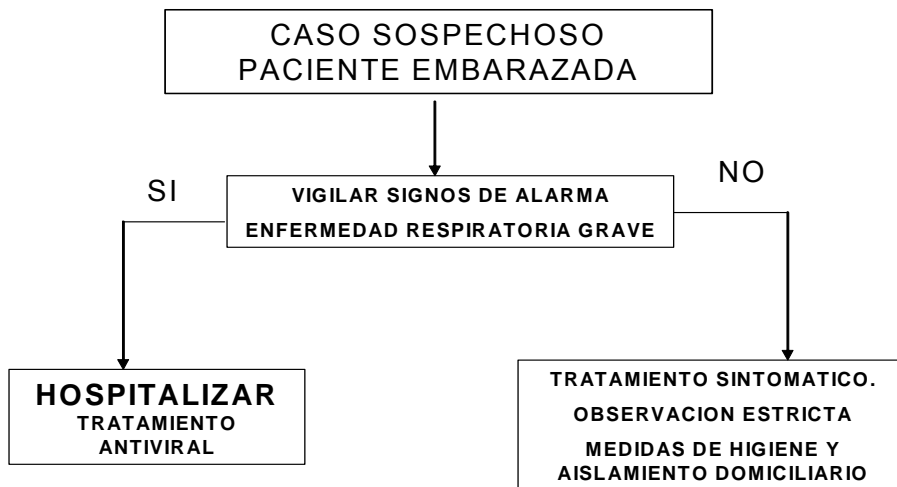 CASO SOSPECHOSO
PACIENTE EMBARAZADA
SI
NO
VIGILAR SIGNOS DE ALARMA
ENFERMEDAD RESPIRATORIA GRAVE
HOSPITALIZAR
TRATAMIENTO
ANTIVIRAL
TRATAMIENTO SINTOMATICO.
OBSERVACION ESTRICTA
MEDIDAS DE HIGIENE Y
AISLAMIENTO DOMICILIARIO